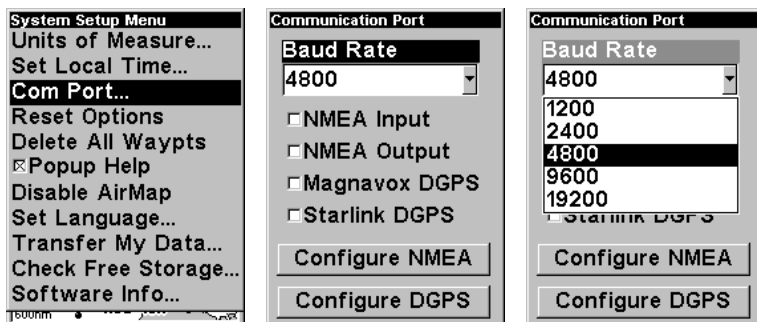 System Setup Menu
Units of Measure...
Set Local Time...
Com Port...
Reset Options
Delete All Waypts
Popup Help
Disable AirMap
Set Language...
Transfer My Data...
Check Free Storage...
Software Info...
600nm
Communication Port
Baud Rate
4800
NMEA Input
NMEA Output
Magnavox DGPS
Starlink DGPS
Configure NMEA
Configure DGPS
Communication Port
Baud Rate
4800
1200
2400
4800
9600
19200
Starlink DGPS
Configure NMEA
Configure DGPS